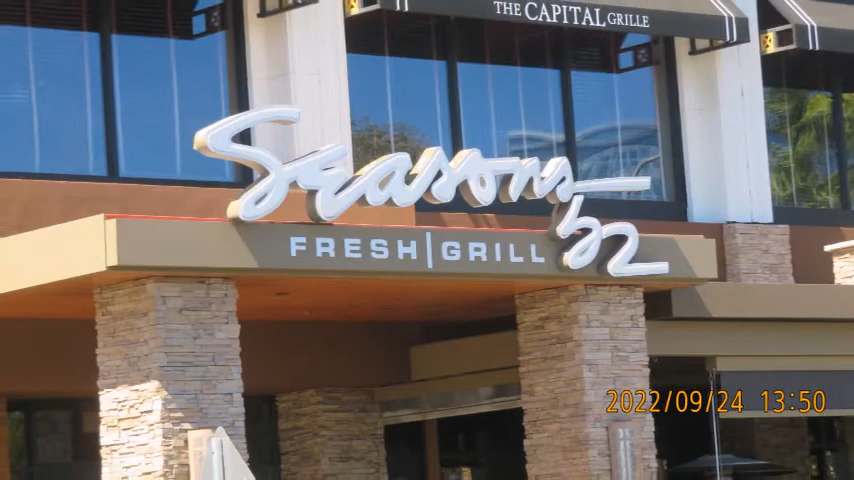 THE CAPITAL GRILLE
Seasons 52
FRESH|GRILL
2022/09/24 13:50